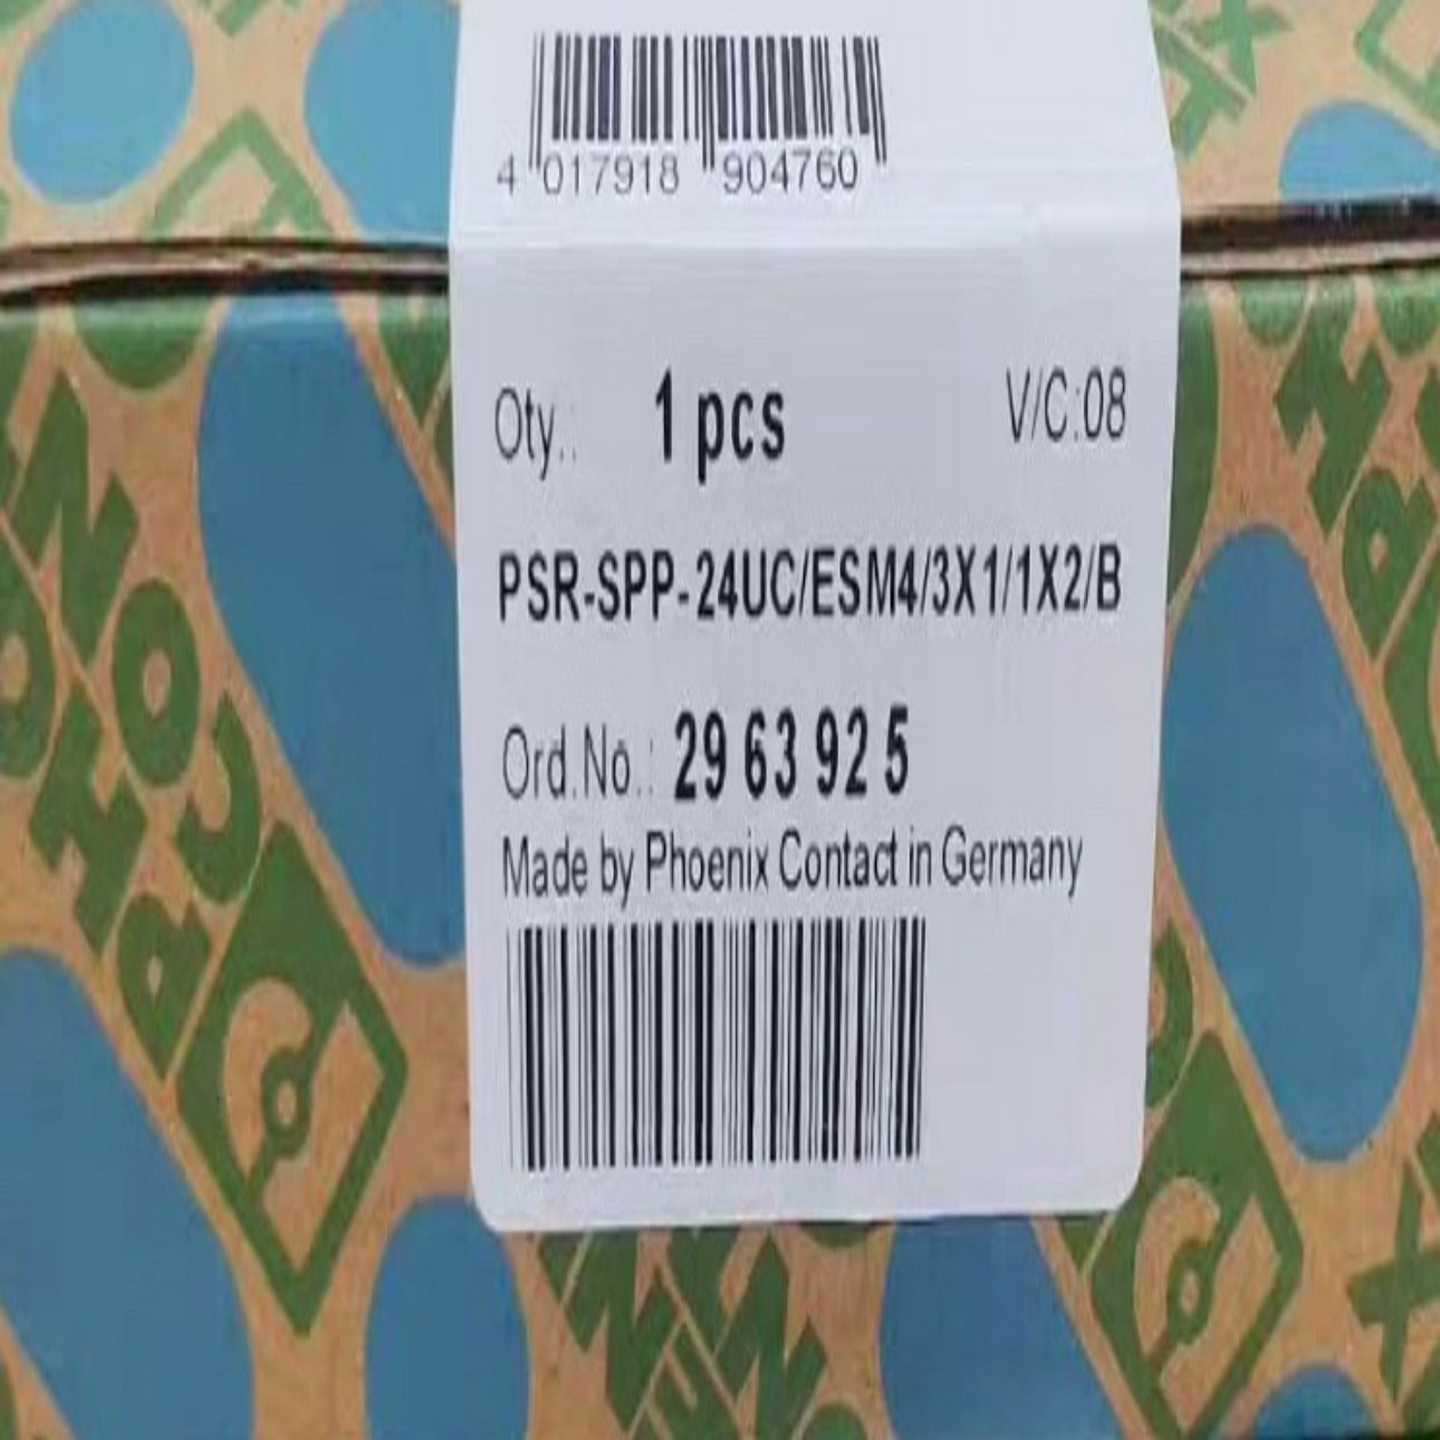 4 017918 904760
Qty.: 1 pcs V/C:08
PSR-SPP-24UC/ESM4/3X1/1X2/B
Ord.No.: 29 63 92 5
Made by Phoenix Contact in Germany